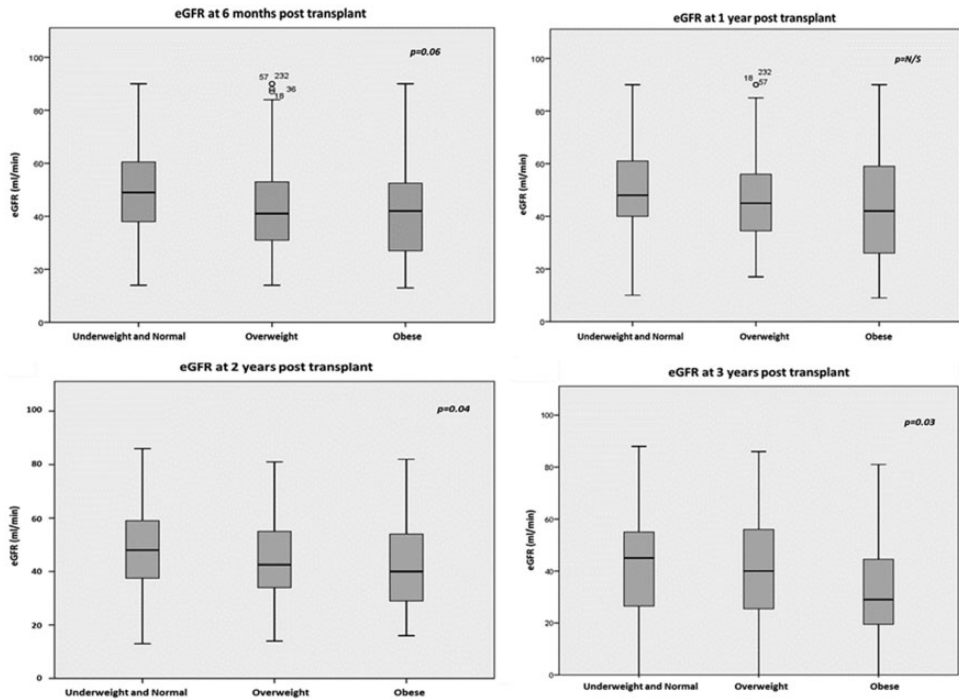 eGFR at 6 months post transplant
p=0.06
100
80
60
40
20
0
eGFR (ml/min)
57 232
36
18
Underweight and Normal Overweight Obese
eGFR at 1 year post transplant
p=N/S
100
80
60
40
20
0
eGFR (ml/min)
18 232
57
Underweight and Normal Overweight Obese
eGFR at 2 years post transplant
p=0.04
100
80
60
40
20
0
eGFR (ml/min)
Underweight and Normal Overweight Obese
eGFR at 3 years post transplant
p=0.03
100
80
60
40
20
0
eGFR (ml/min)
Underweight and Normal Overweight Obese